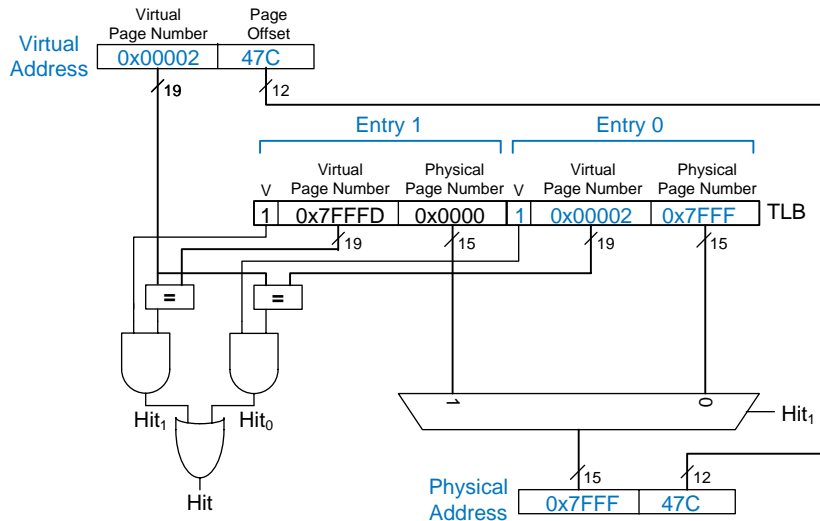 Virtual Page Number Page Offset
Virtual Address 0x00002 47C
19 12
Entry 1 Entry 0
V Virtual Page Number Physical Page Number V Virtual Page Number Physical Page Number
1 0x7FFFD 0x0000 1 0x00002 0x7FFF TLB
19 15 19 15
= =
1 0
Hit₁ Hit₀ Hit₁
15 12
Hit
Physical Address 0x7FFF 47C